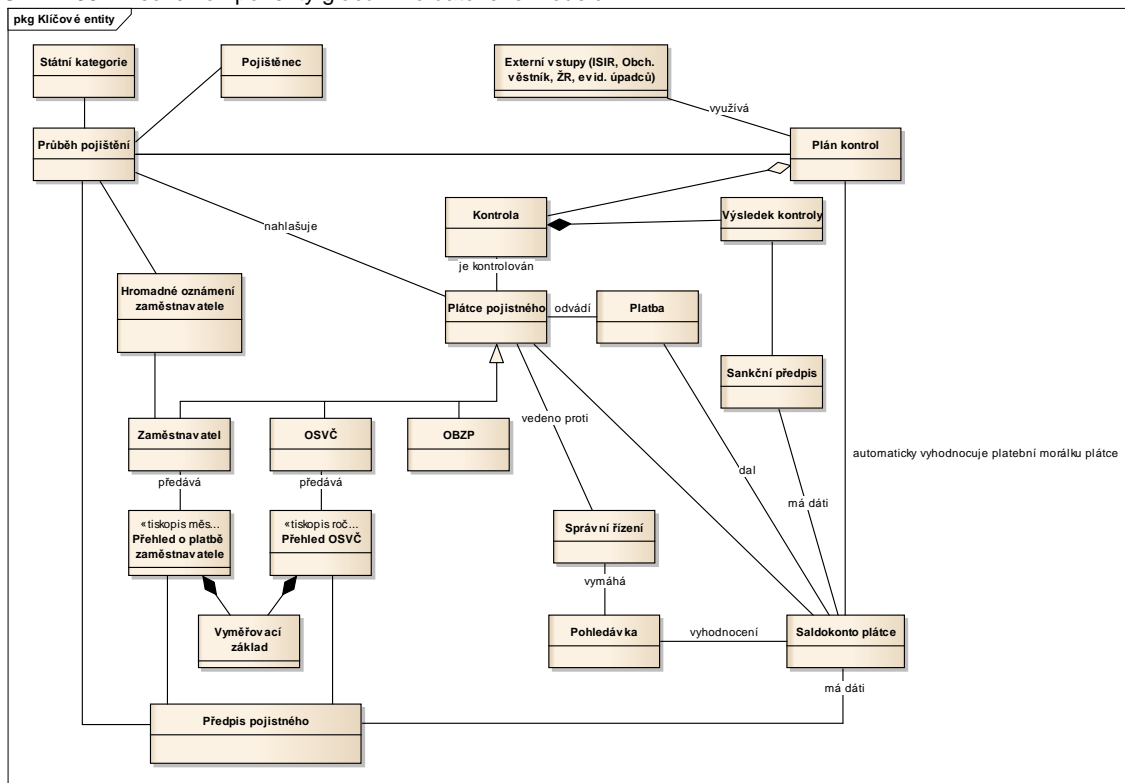 pkg Klíčové entity
Státní kategorie
Pojištěnec
Externí vstupy (ISIR, Obch.
věstník, ŽR, evid. úpadců)
využívá
Průběh pojištění
Plán kontrol
Kontrola
Výsledek kontroly
nahlašuje
je kontrolován
Hromadné oznámení
zaměstnavatele
Plátce pojistného
odvádí
Platba
Sankční předpis
vedeno proti
Zaměstnavatel
OSVČ
OBZP
automaticky vyhodnocuje platební morálku plátce
dal
předává
předává
má dáti
«tiskopis měs...
Přehled o platbě
zaměstnavatele
«tiskopis roč...
Přehled OSVČ
Správní řízení
vymáhá
Vyměřovací
základ
Pohledávka
vyhodnocení
Saldokonto plátce
má dáti
Předpis pojistného